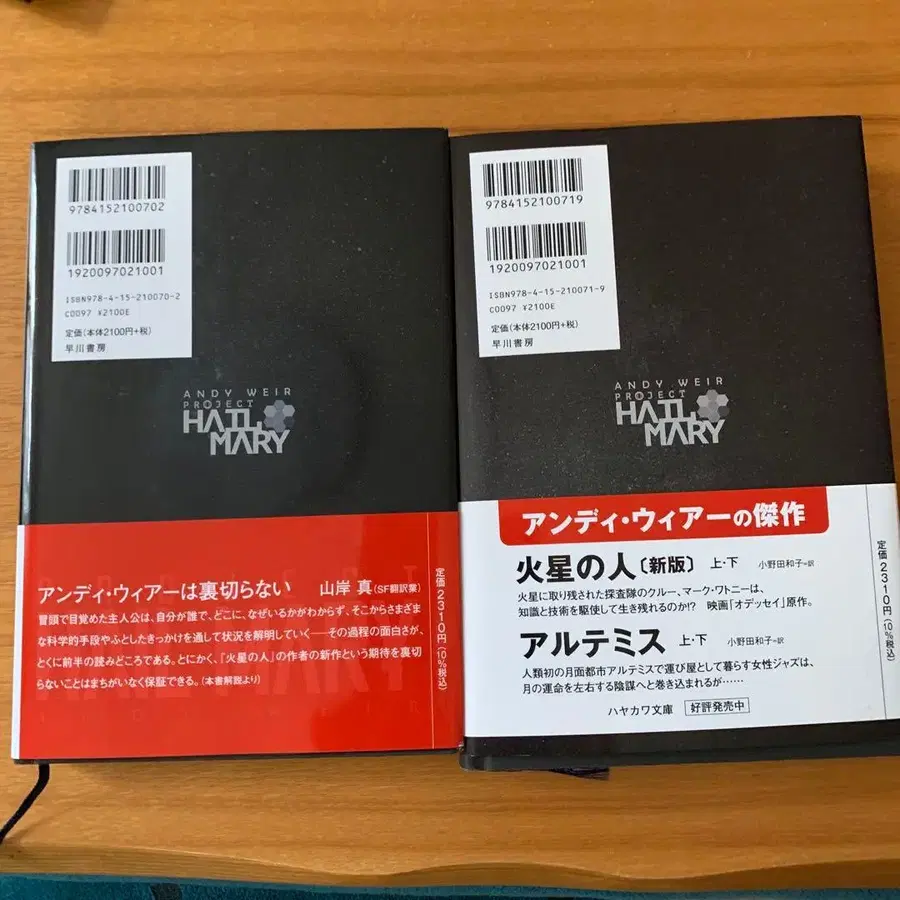 9784152100702
1920097021001
ISBN978-4-15-210070-2
C0097 ¥2100E
定価(本体2100円+税)
早川書房
ANDY WEIR
PROJECT
HAIL
MARY
アンディ・ウィアーは裏切らない 山岸 真(SF翻訳業)
冒頭で目覚めた主人公は、自分が誰で、どこに、なぜいるかがわからず、そこからさまざま
な科学的手段やふとしたきっかけを通して状況を解明していく──その過程の面白さが、
とくに前半の読みどころである。とにかく、「火星の人」の作者の新作という期待を裏切
らないことはまちがいなく保証できる。(本書解説より)
定価2310円(10%税込)
9784152100719
1920097021001
ISBN978-4-15-210071-9
C0097 ¥2100E
定価(本体2100円+税)
早川書房
ANDY WEIR
PROJECT
HAIL
MARY
アンディ・ウィアーの傑作
火星の人〔新版〕 上・下 小野田和子=訳
火星に取り残された探査隊のクルー、マーク・ワトニーは、
知識と技術を駆使して生き残れるのか!? 映画「オデッセイ」原作。
アルテミス 上・下 小野田和子=訳
人類初の月面都市アルテミスで運び屋として暮らす女性ジャズは、
月の運命を左右する陰謀へと巻き込まれるが……
ハヤカワ文庫 好評発売中
定価2310円(10%税込)